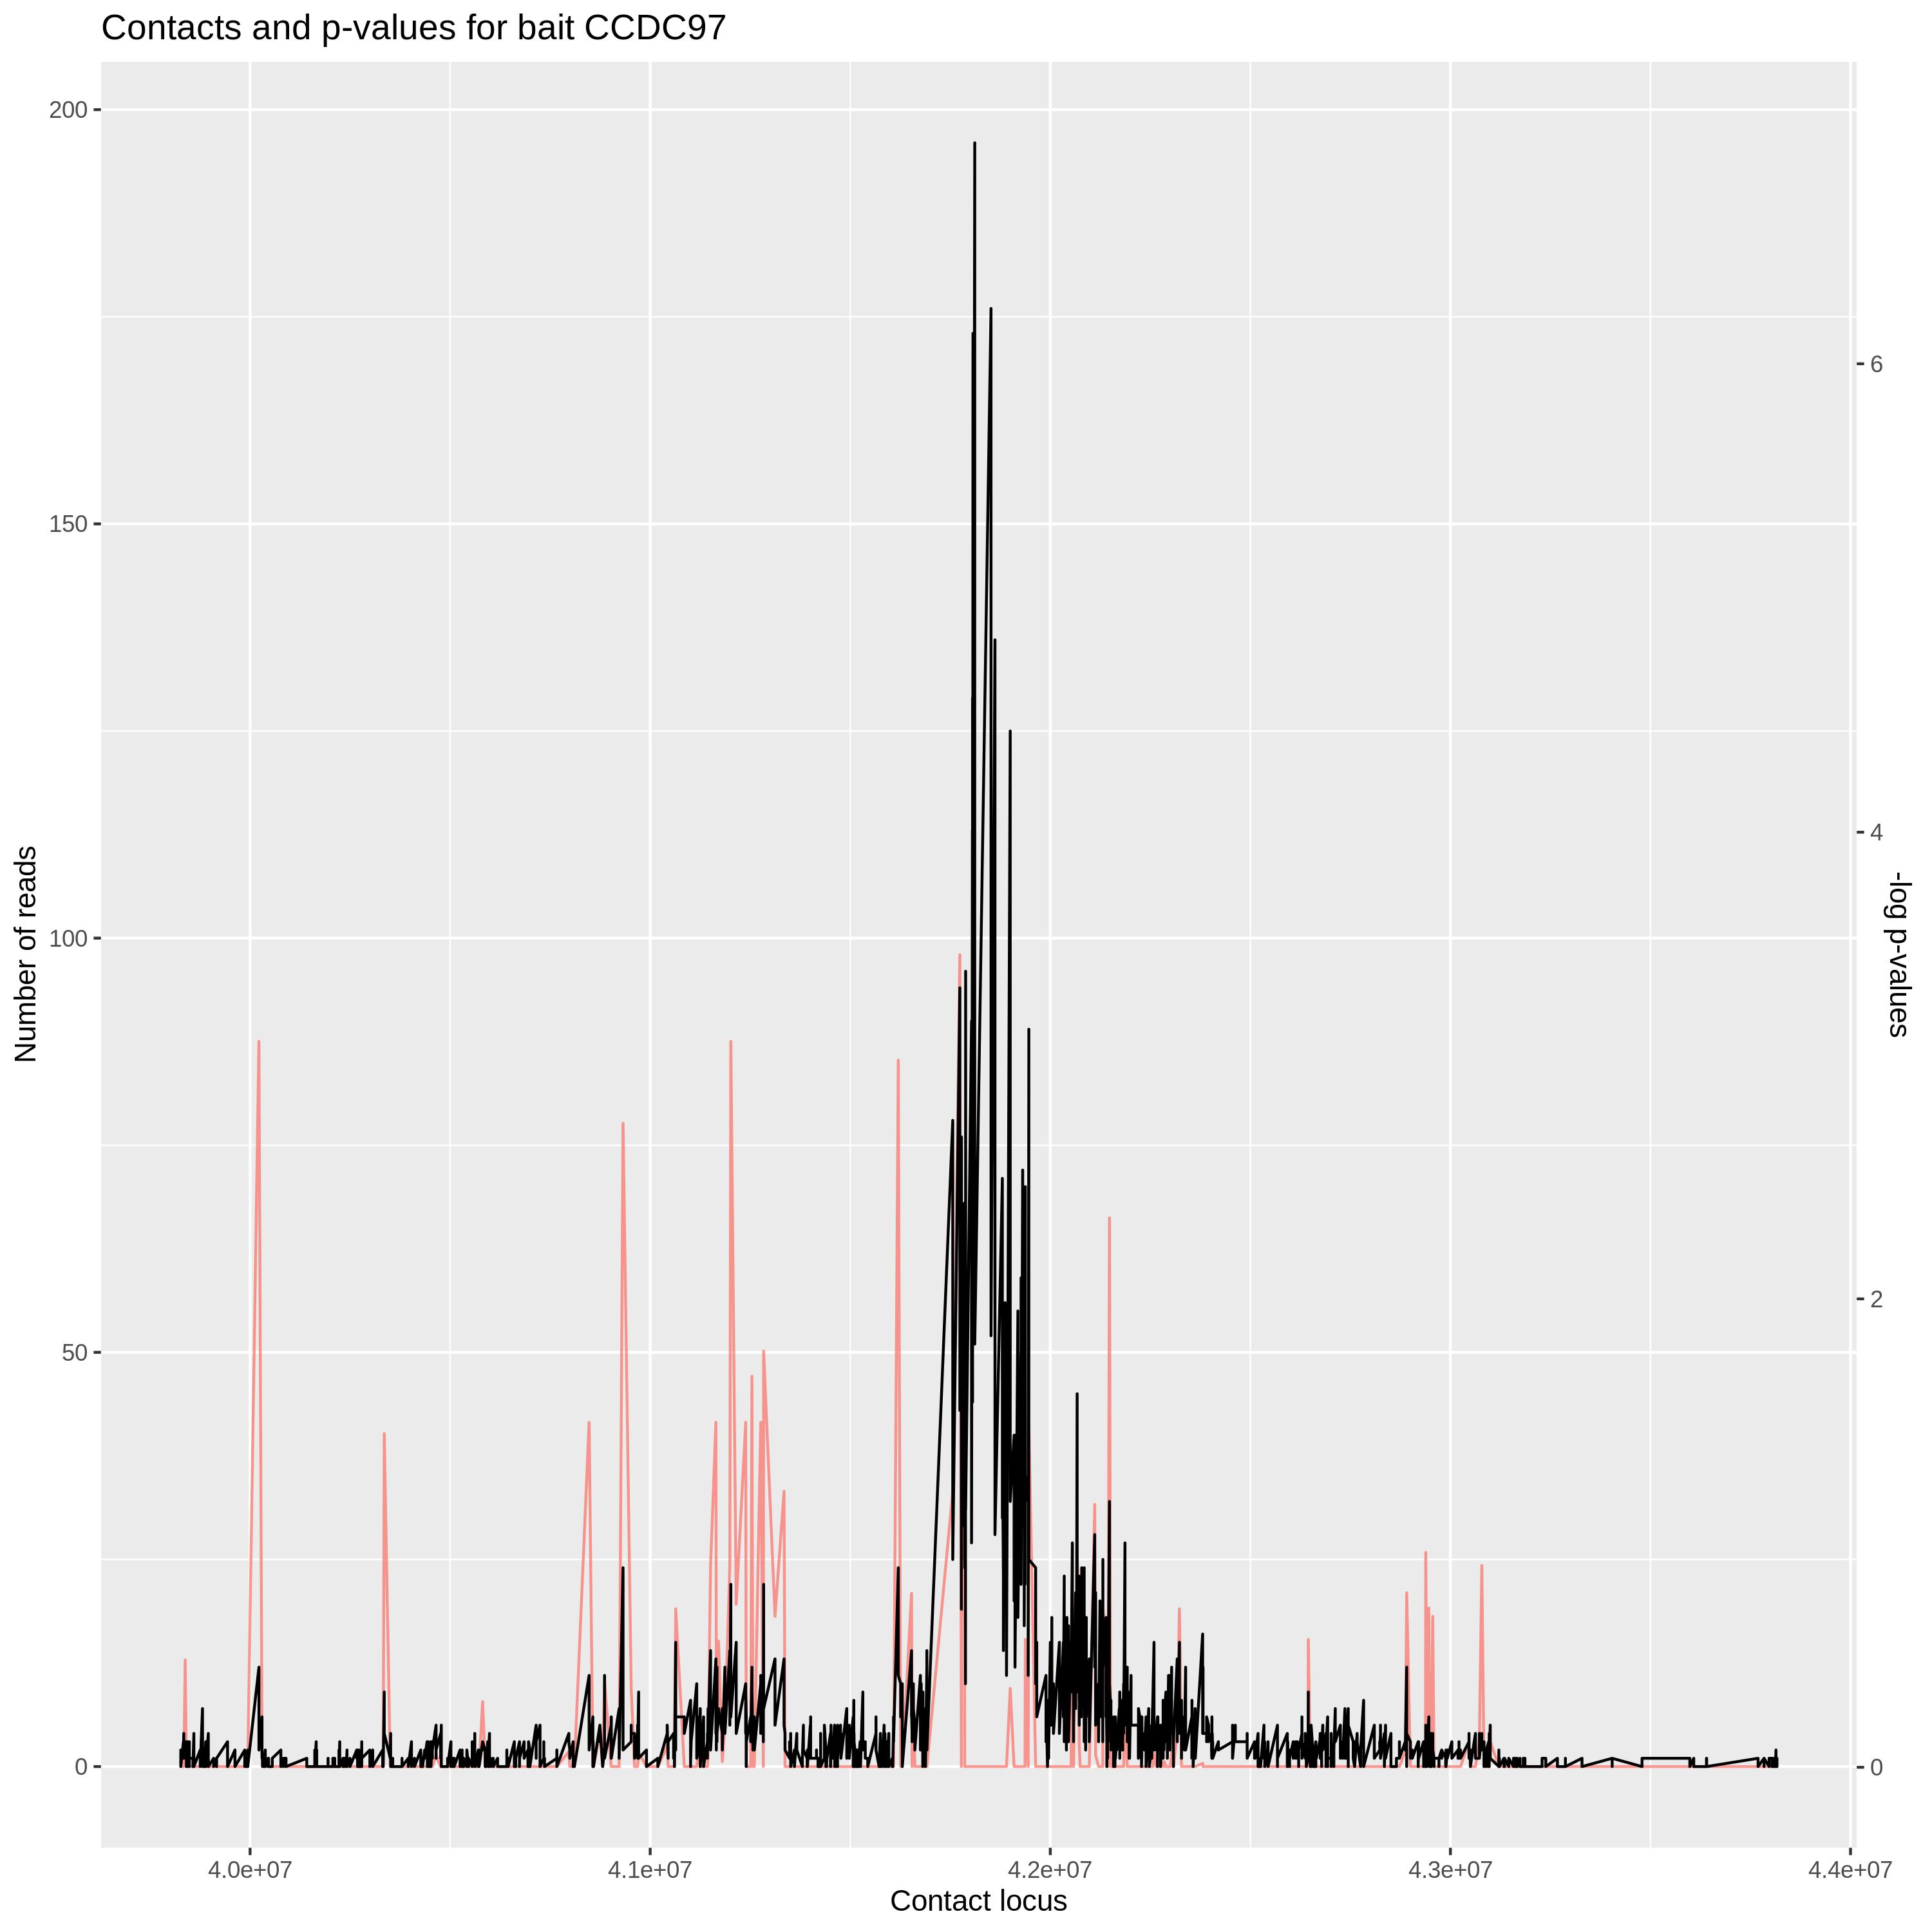 Contacts and p-values for bait CCDC97
200
150
100
50
0
Number of reads
6
4
2
0
-log p-values
4.0e+07
4.1e+07
4.2e+07
4.3e+07
4.4e+07
Contact locus